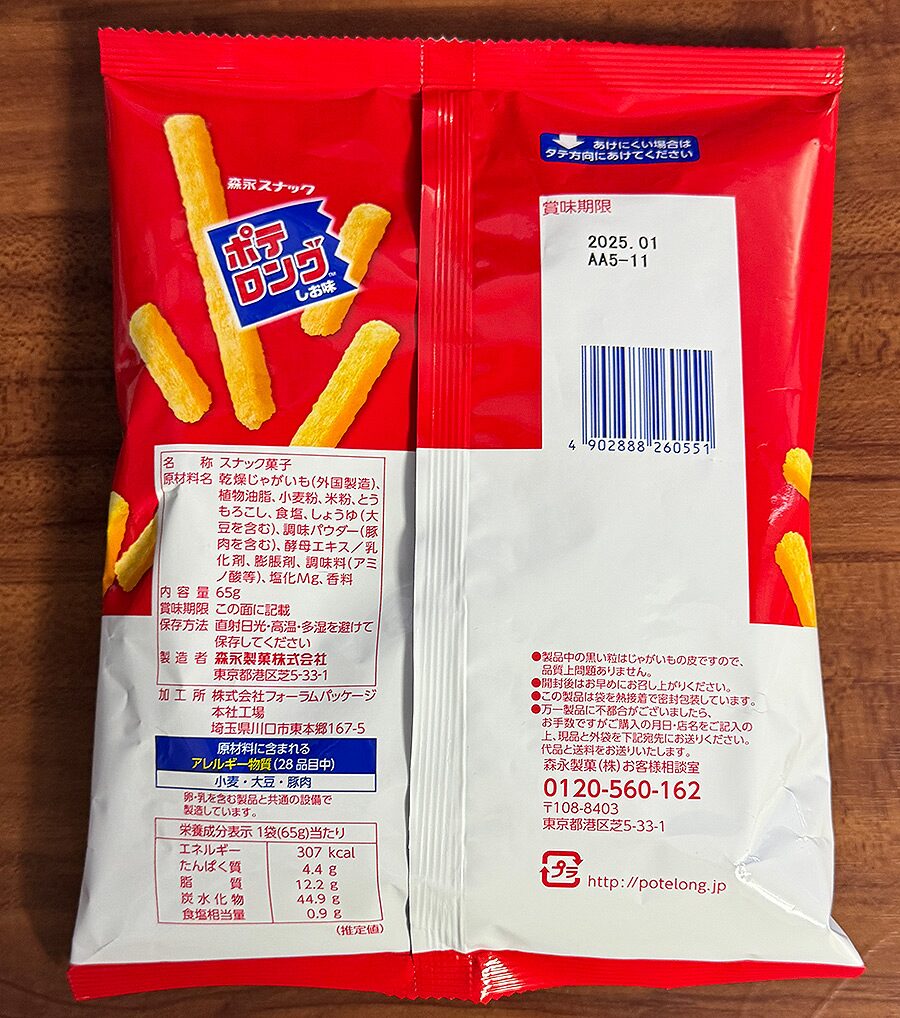 森永スナック
ポテ
ロング™
しお味
名称 スナック菓子
原材料名 乾燥じゃがいも(外国製造)、
植物油脂、小麦粉、米粉、とう
もろこし、食塩、しょうゆ(大
豆を含む)、調味パウダー(豚
肉を含む)、酵母エキス/乳
化剤、膨脹剤、調味料(アミ
ノ酸等)、塩化Mg、香料
内容量 65g
賞味期限 この面に記載
保存方法 直射日光・高温・多湿を避けて
保存してください
製造者 森永製菓株式会社
東京都港区芝5-33-1
加工所 株式会社フォーラムパッケージ
本社工場
埼玉県川口市東本郷167-5
原材料に含まれる
アレルギー物質(28品目中)
小麦・大豆・豚肉
卵・乳を含む製品と共通の設備で
製造しています。
栄養成分表示 1袋(65g)当たり
エネルギー 307 kcal
たんぱく質 4.4 g
脂質 12.2 g
炭水化物 44.9 g
食塩相当量 0.9 g
(推定値)
あけにくい場合は
タテ方向にあけてください
賞味期限
2025.01
AA5-11
4 902888 260551
●製品中の黒い粒はじゃがいもの皮ですので、
品質上問題ありません。
●開封後はお早めにお召し上がりください。
●この製品は袋を熱接着で密封包装しています。
●万一製品に不都合がございましたら、
お手数ですがご購入の月日・店名をご記入の
上、現品と外袋を下記宛先にお送りください。
代品と送料をお送りいたします。
森永製菓(株)お客様相談室
0120-560-162
〒108-8403
東京都港区芝5-33-1
プラ http://potelong.jp